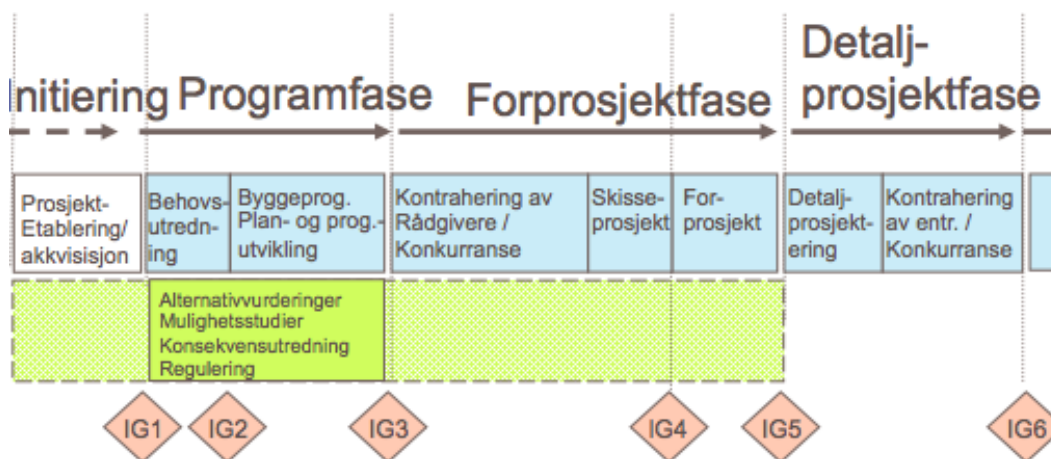 nitiering
Programfase
Forprosjektfase
Detalj-
prosjektfase
Prosjekt-
Etablering/
akkvisisjon
Behovs-
utredn-
ing
Byggeprog.
Plan- og prog.-
utvikling
Kontrahering av
Rådgivere /
Konkurranse
Skisse-
prosjekt
For-
prosjekt
Detalj-
prosjekt-
ering
Kontrahering
av entr. /
Konkurranse
Alternativvurderinger
Mulighetsstudier
Konsekvensutredning
Regulering
IG1
IG2
IG3
IG4
IG5
IG6